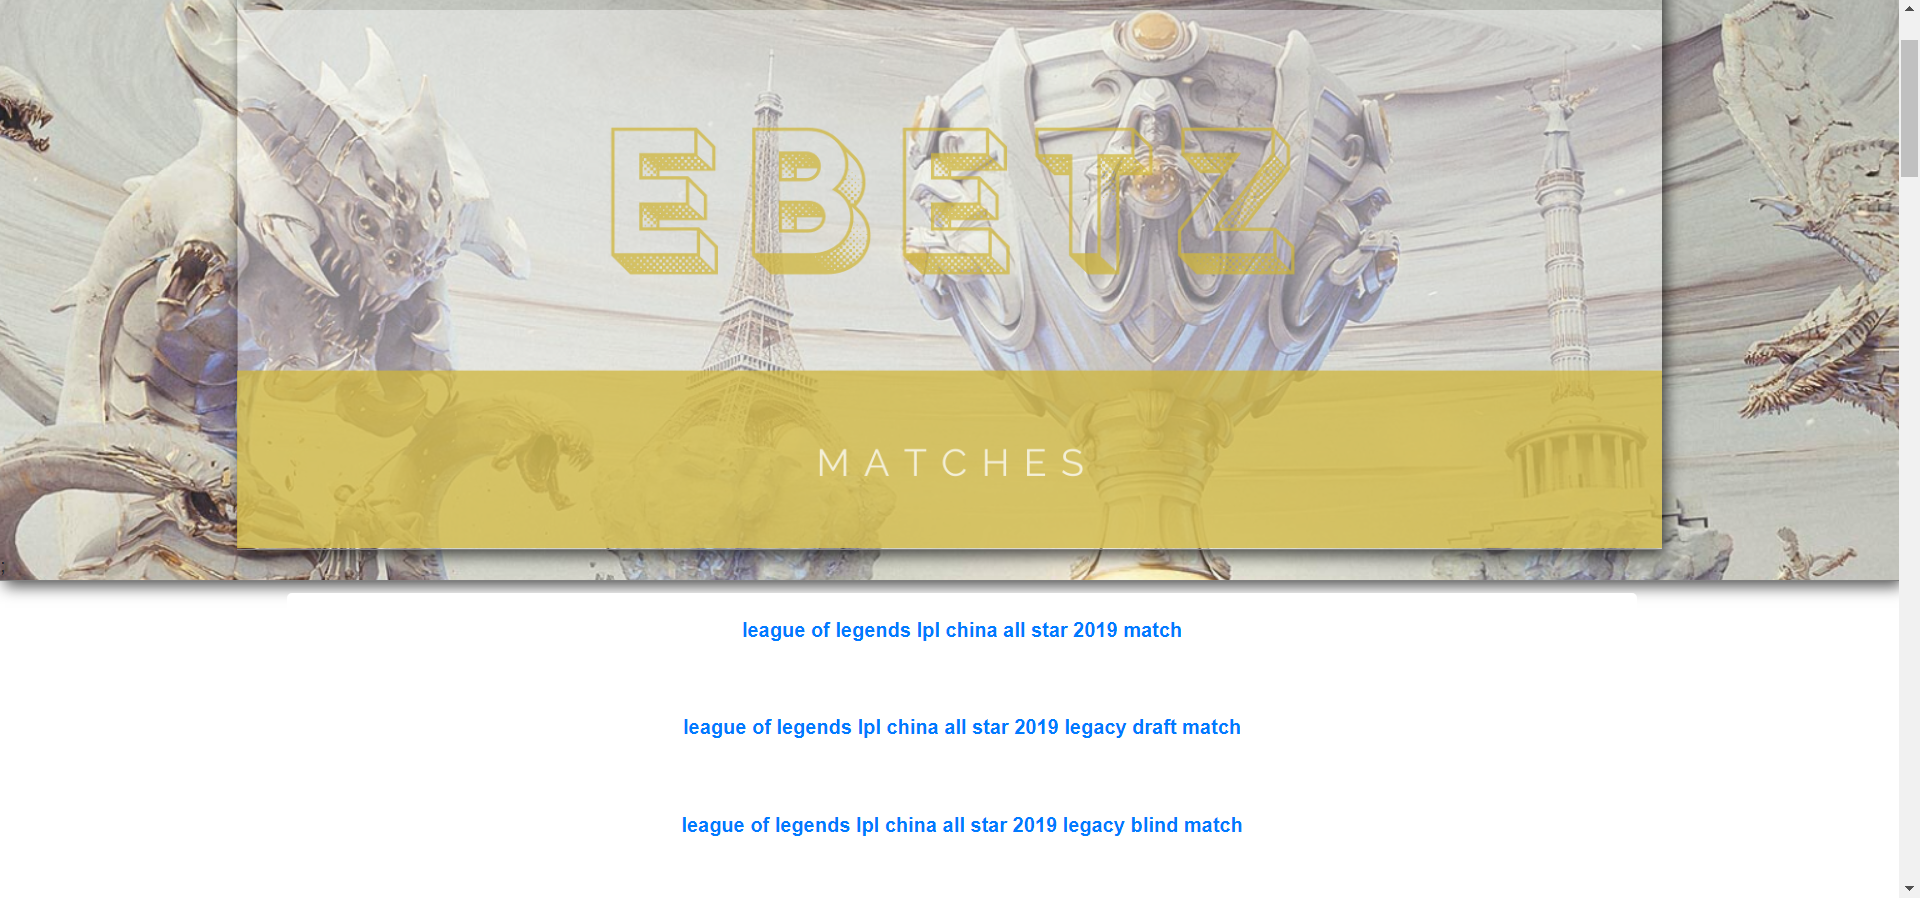 EBETZ
MATCHES
;
league of legends lpl china all star 2019 match
league of legends lpl china all star 2019 legacy draft match
league of legends lpl china all star 2019 legacy blind match